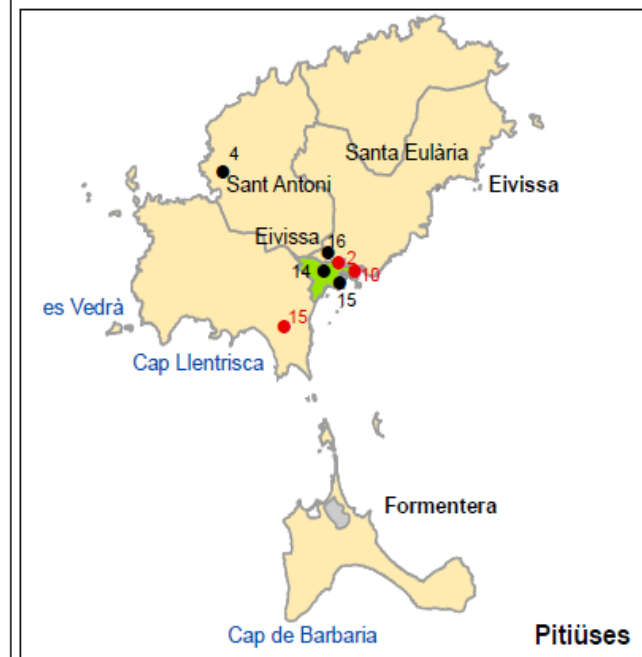 4
Santa Eulària
Sant Antoni
Eivissa
Eivissa
16
2
14
10
15
es Vedrà
15
Cap Llentrisca
Formentera
Cap de Barbaria
Pitiüses